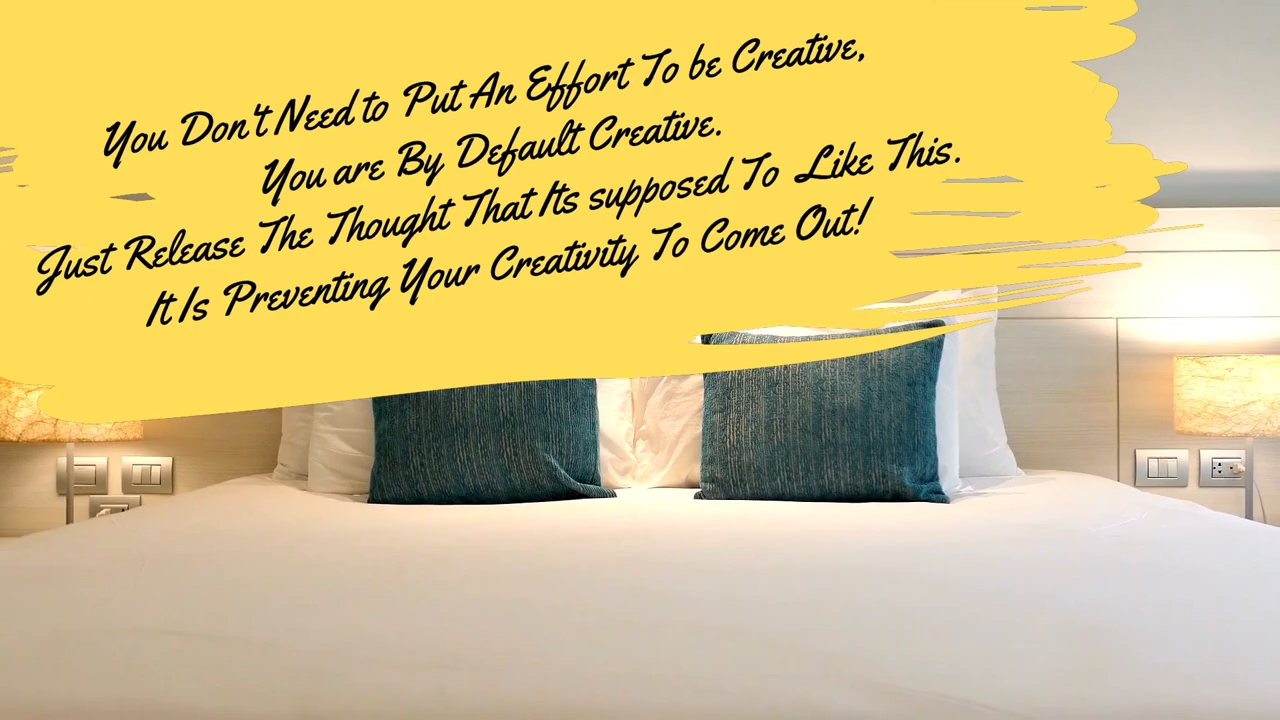 You Don't Need to Put An Effort To be Creative,
You are By Default Creative.
Just Release The Thought That Its supposed To Like This.
It Is Preventing Your Creativity To Come Out!